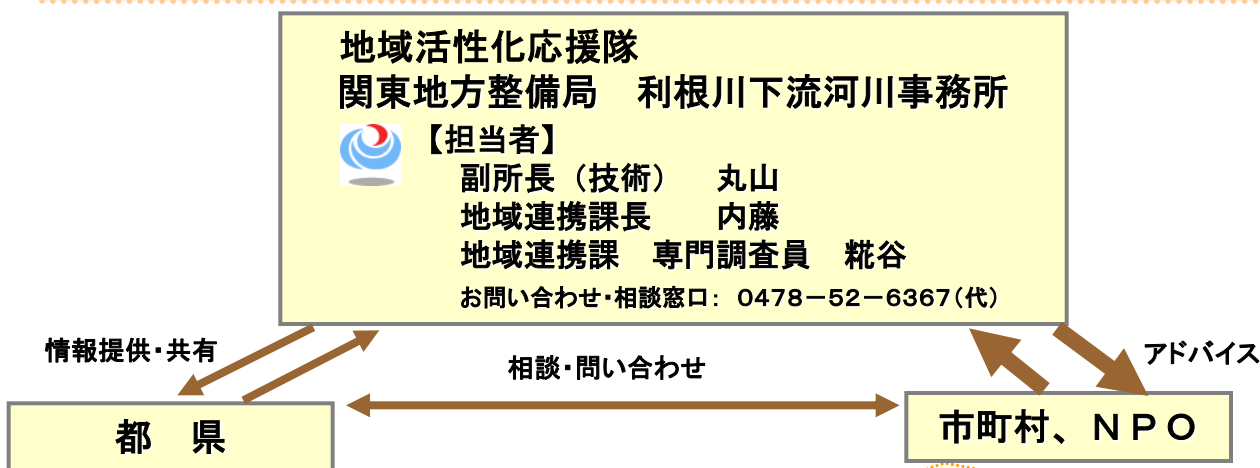 地域活性化応援隊
関東地方整備局　利根川下流河川事務所
【担当者】
副所長（技術）　丸山
地域連携課長　　内藤
地域連携課　専門調査員　糀谷
お問い合わせ・相談窓口： ０４７８－５２－６３６７（代）
情報提供・共有
相談・問い合わせ
アドバイス
都　県
市町村、ＮＰＯ